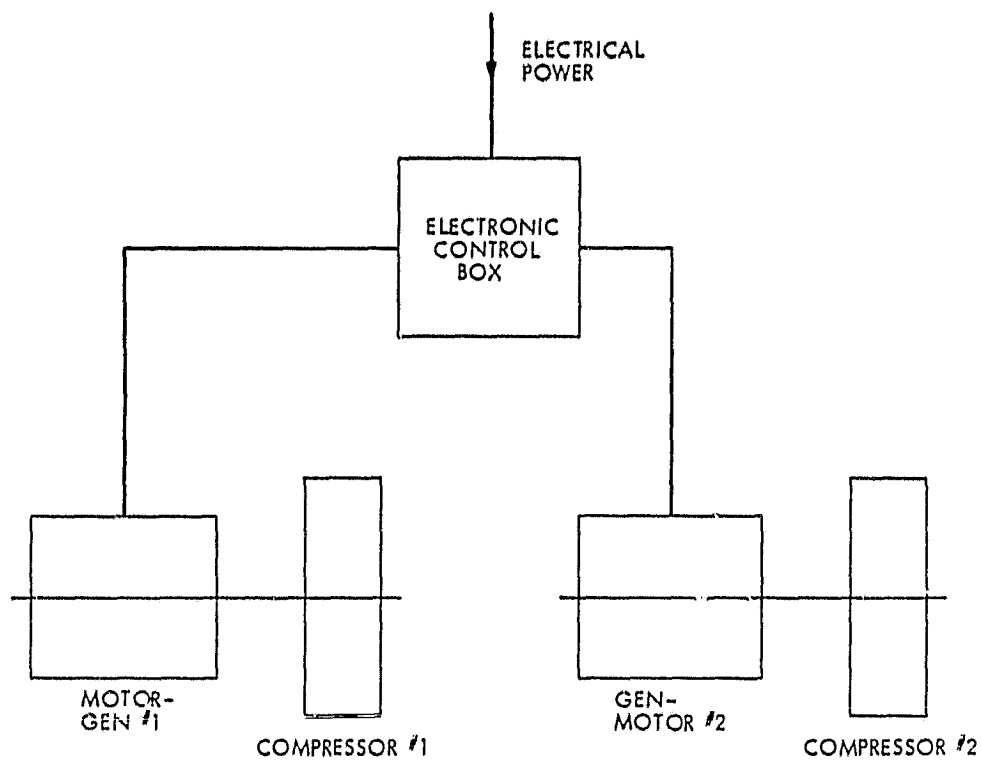 ELECTRICAL
POWER
ELECTRONIC
CONTROL
BOX
MOTOR-
GEN #1
COMPRESSOR #1
GEN-
MOTOR #2
COMPRESSOR #2